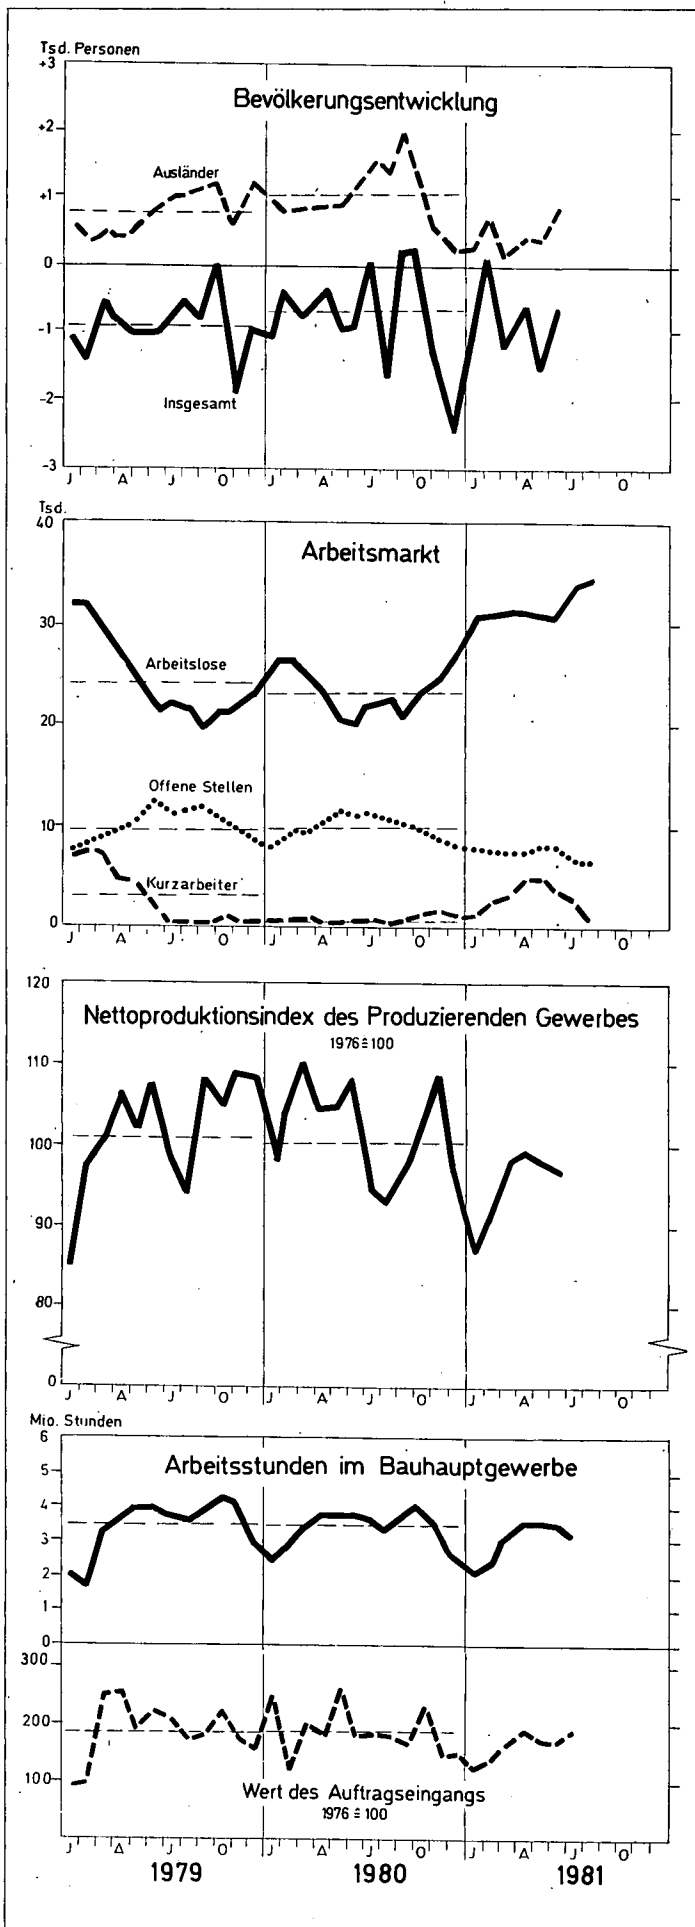 Tsd. Personen
+3
Bevölkerungsentwicklung
+2
Ausländer
+1
0
-1
Insgesamt
-2
-3
J A J O J A J O J A J O
Tsd.
40
Arbeitsmarkt
30
Arbeitslose
20
Offene Stellen
10
Kurzarbeiter
0
J A J O J A J O J A J O
120
Nettoproduktionsindex des Produzierenden Gewerbes
1976≙100
110
100
90
80
0
J A J O J A J O J A J O
Mio. Stunden
6
Arbeitsstunden im Bauhauptgewerbe
5
4
3
2
1
0
300
200
100
Wert des Auftragseingangs
1976≙100
J A J O J A J O J A J O
1979 1980 1981